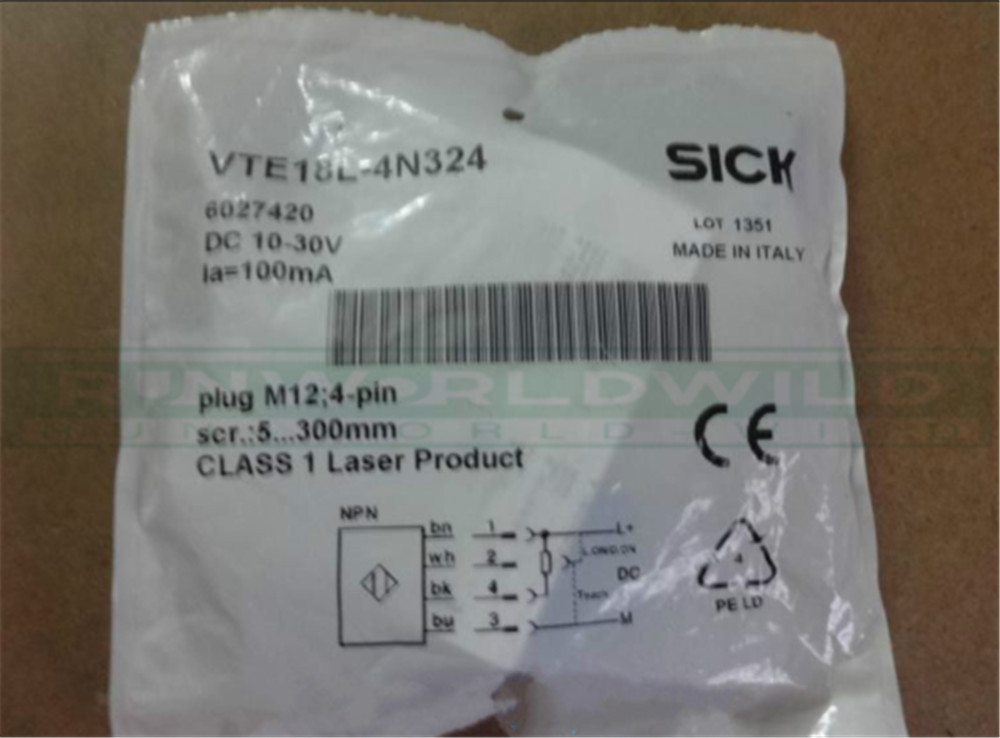 VTE18L-4N324
SICK
6027420
DC 10-30V
Ia=100mA
LOT 1351
MADE IN ITALY
RUNWORLDWILD
plug M12;4-pin
scr.:5...300mm
CLASS 1 Laser Product
CE
NPN
bn 1 L+
wh 2 L.ON/D.ON
DC
bk 4 Teach
bu 3 M
4
PE LD